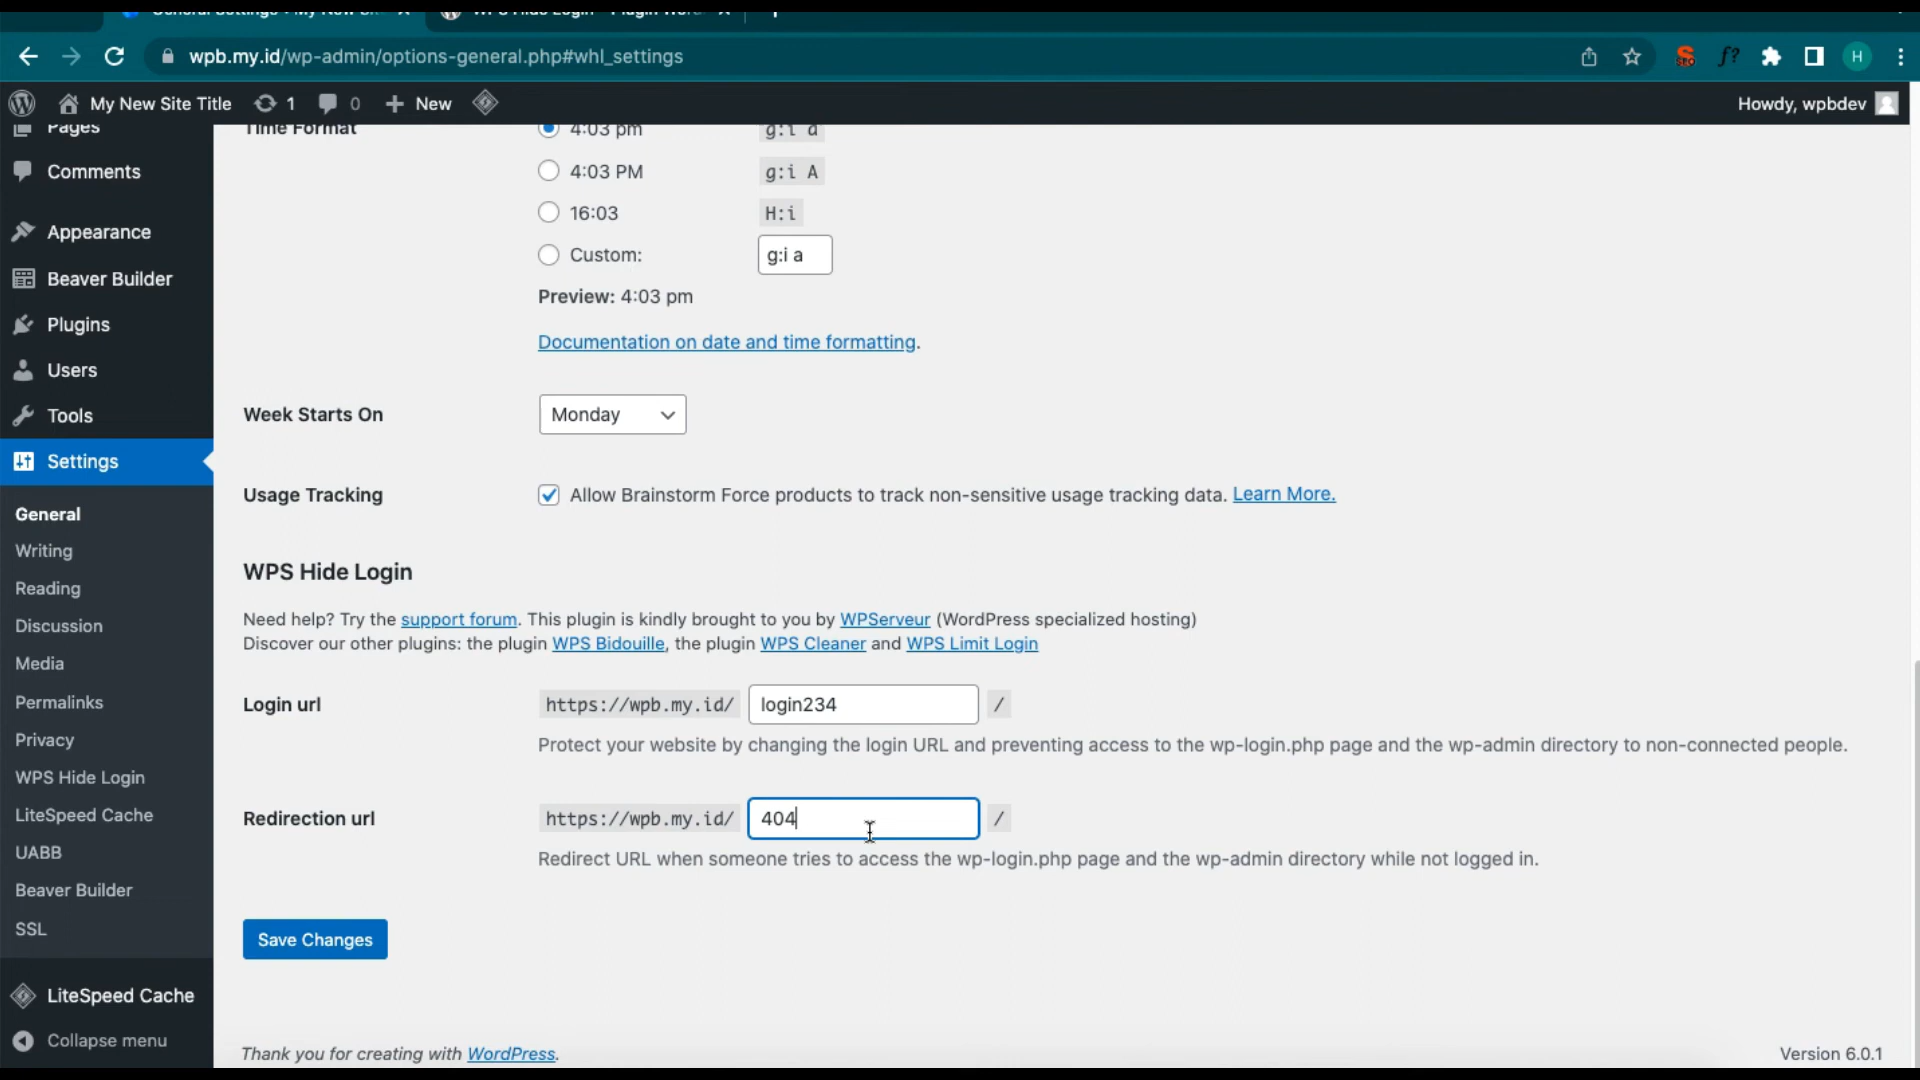 wpb.my.id/wp-admin/options-general.php#whl_settings
H
My New Site Title
1
0
New
Howdy, wpbdev
Pages
Comments
Appearance
Beaver Builder
Plugins
Users
Tools
Settings
General
Writing
Reading
Discussion
Media
Permalinks
Privacy
WPS Hide Login
LiteSpeed Cache
UABB
Beaver Builder
SSL
LiteSpeed Cache
Collapse menu
Time Format
4:03 pm g:i a
4:03 PM g:i A
16:03 H:i
Custom: g:i a
Preview: 4:03 pm
Documentation on date and time formatting.
Week Starts On Monday
Usage Tracking Allow Brainstorm Force products to track non-sensitive usage tracking data. Learn More.
WPS Hide Login
Need help? Try the support forum. This plugin is kindly brought to you by WPServeur (WordPress specialized hosting)
Discover our other plugins: the plugin WPS Bidouille, the plugin WPS Cleaner and WPS Limit Login
Login url https://wpb.my.id/ login234 /
Protect your website by changing the login URL and preventing access to the wp-login.php page and the wp-admin directory to non-connected people.
Redirection url https://wpb.my.id/ 404 /
Redirect URL when someone tries to access the wp-login.php page and the wp-admin directory while not logged in.
Save Changes
Thank you for creating with WordPress.
Version 6.0.1